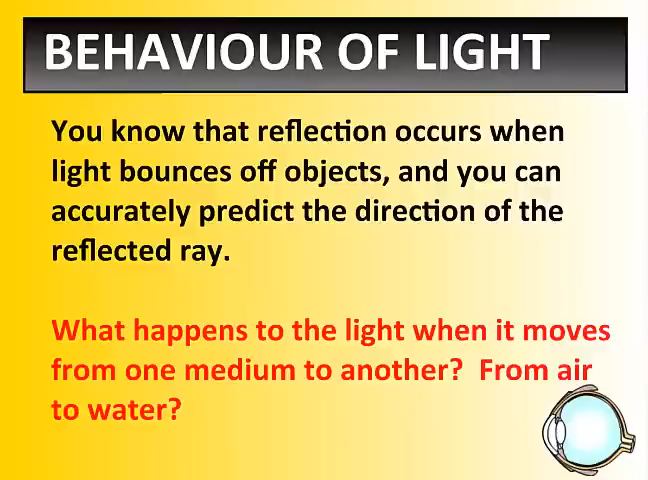 BEHAVIOUR OF LIGHT
You know that reflection occurs when
light bounces off objects, and you can
accurately predict the direction of the
reflected ray.
What happens to the light when it moves
from one medium to another?  From air
to water?